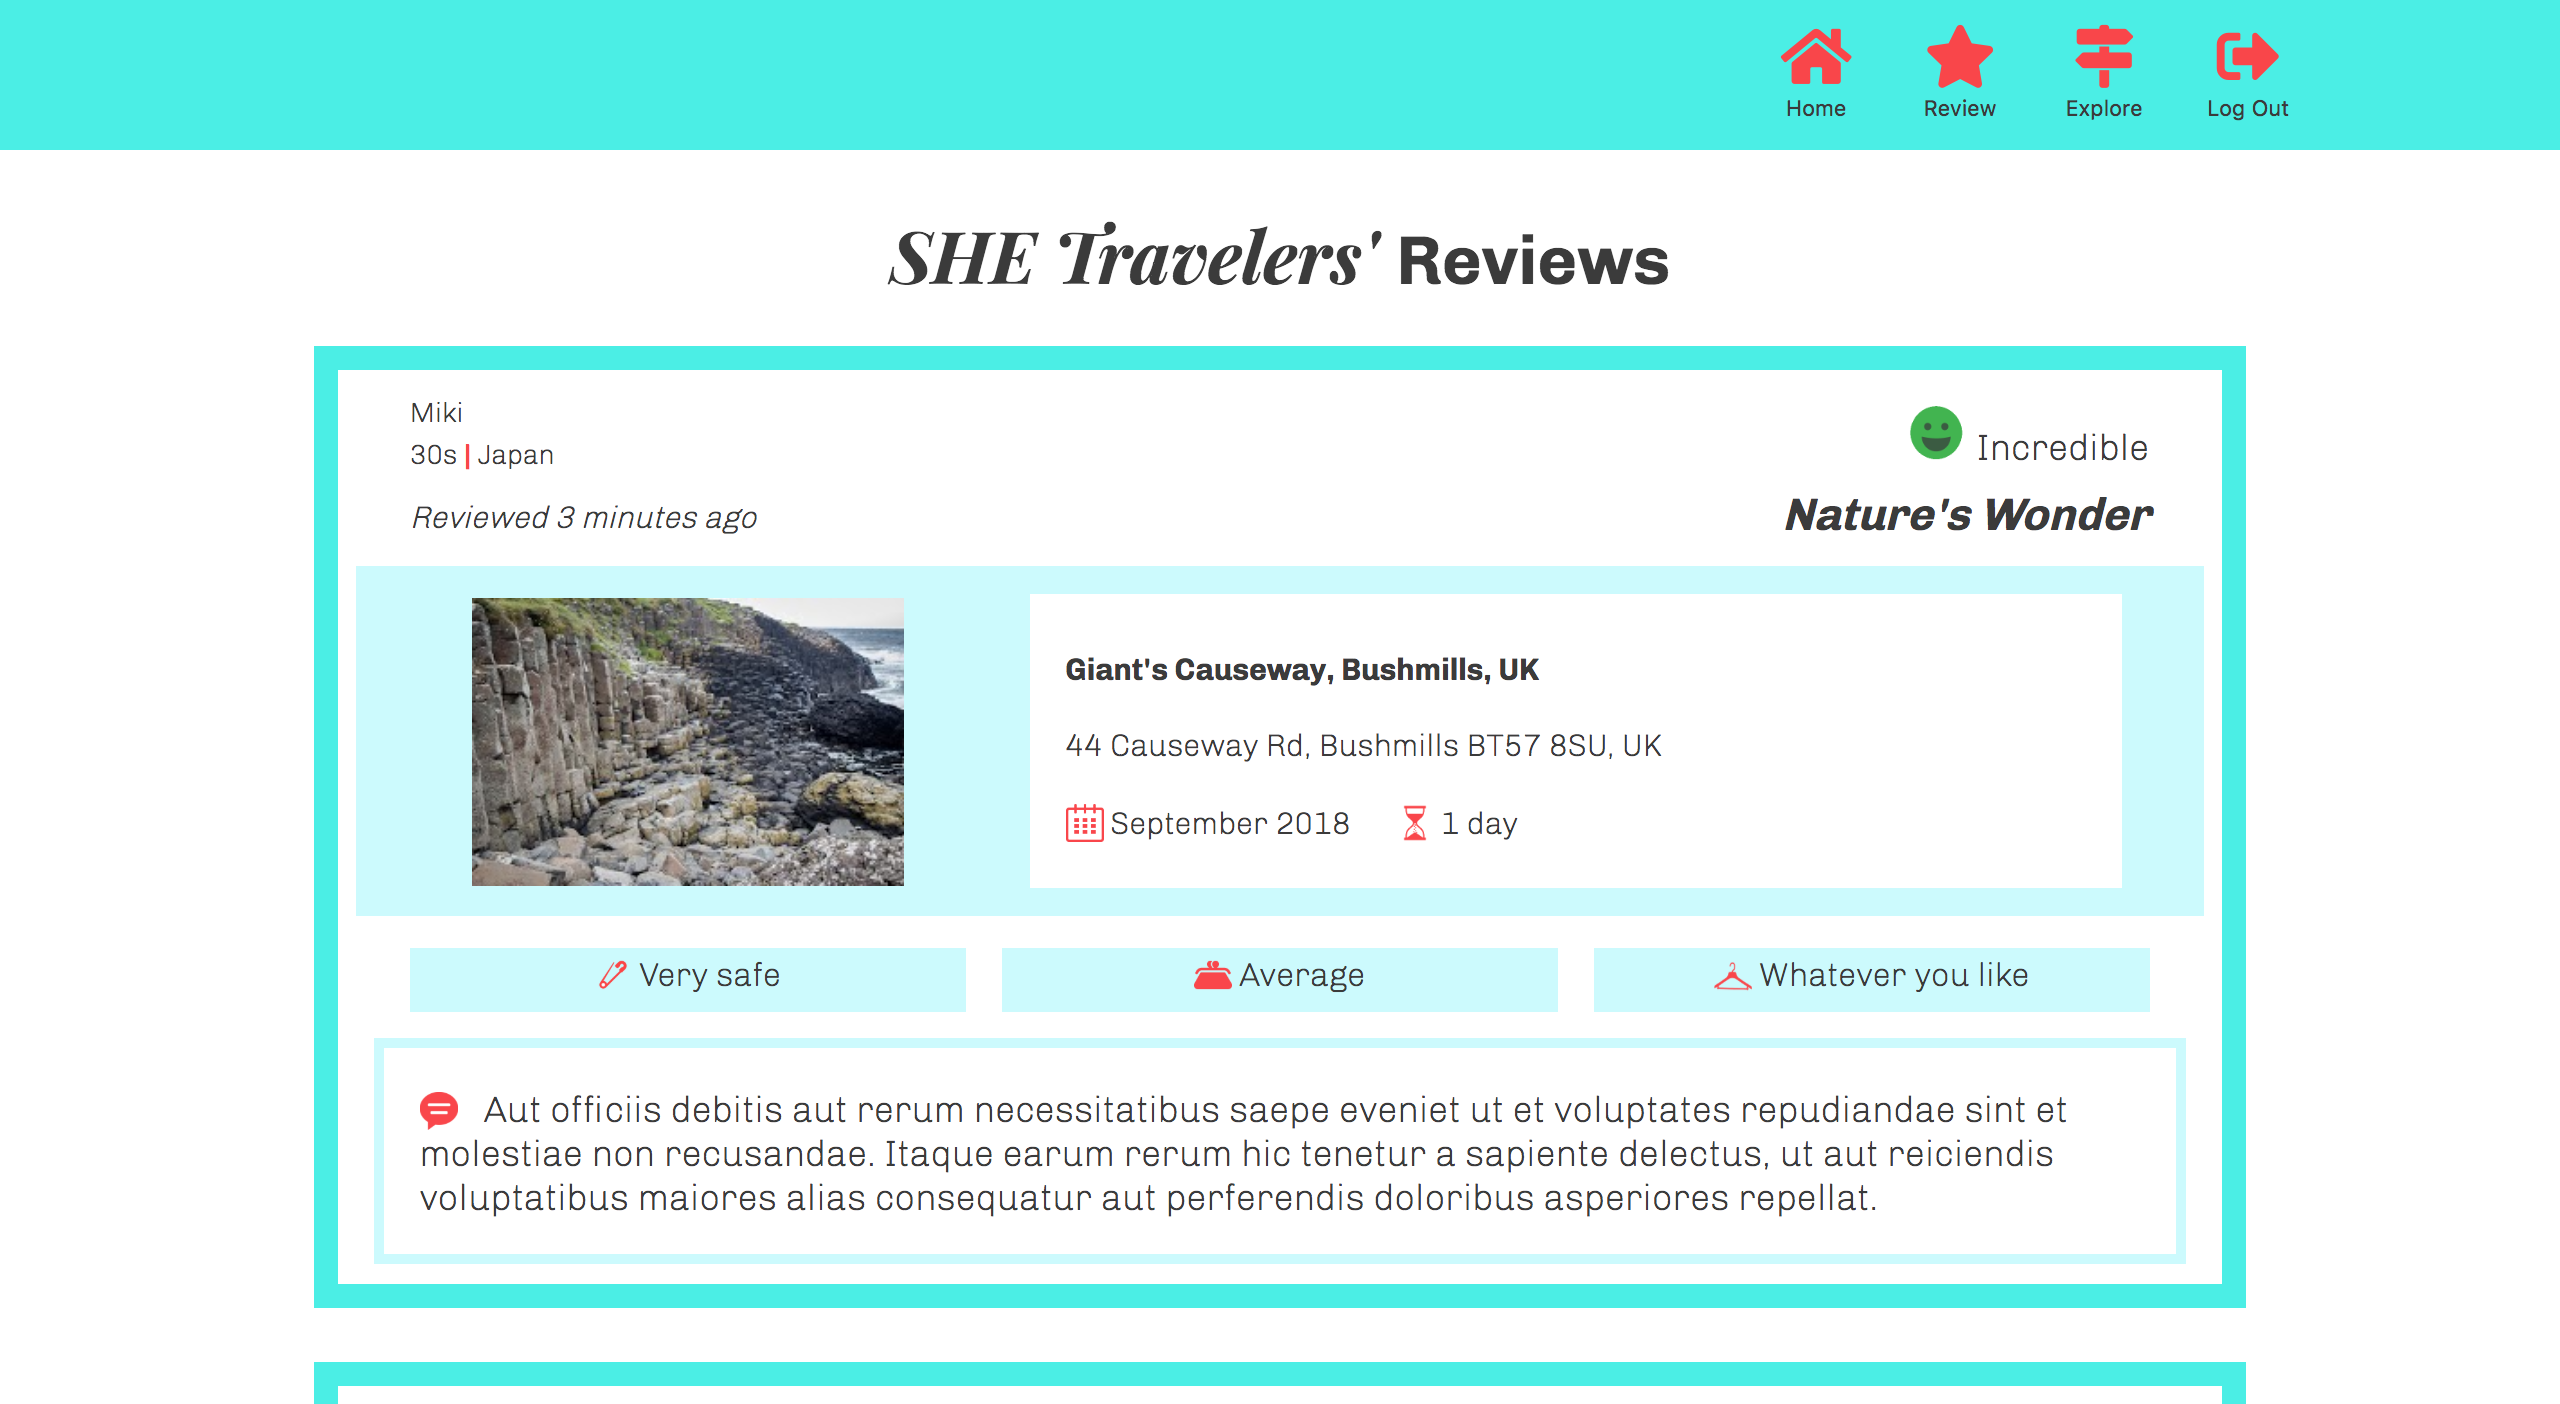 Home Review Explore Log Out
SHE Travelers' Reviews
Miki
30s | Japan
Reviewed 3 minutes ago
Incredible
Nature's Wonder
Giant's Causeway, Bushmills, UK
44 Causeway Rd, Bushmills BT57 8SU, UK
September 2018 1 day
Very safe
Average
Whatever you like
Aut officiis debitis aut rerum necessitatibus saepe eveniet ut et voluptates repudiandae sint et
molestiae non recusandae. Itaque earum rerum hic tenetur a sapiente delectus, ut aut reiciendis
voluptatibus maiores alias consequatur aut perferendis doloribus asperiores repellat.